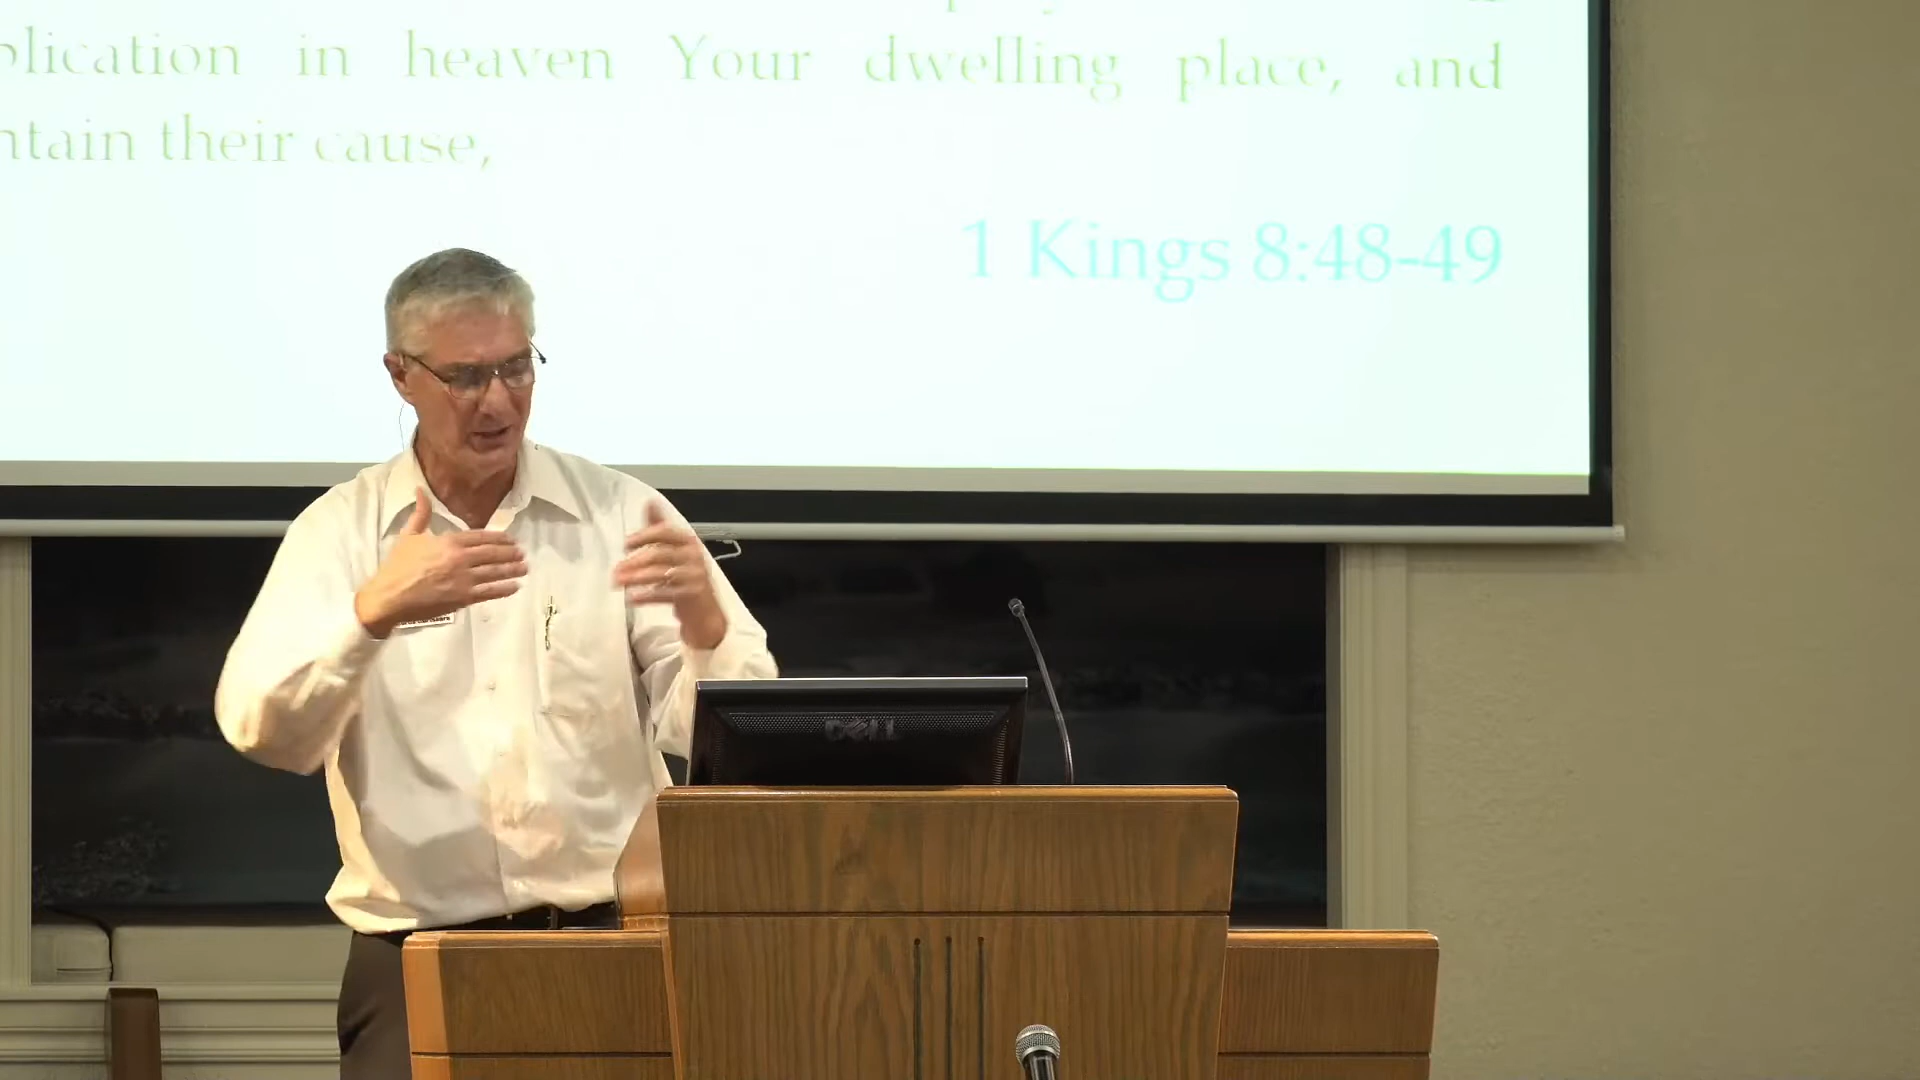 plication in heaven Your dwelling place, and
ntain their cause,
1 Kings 8:48-49
DELL